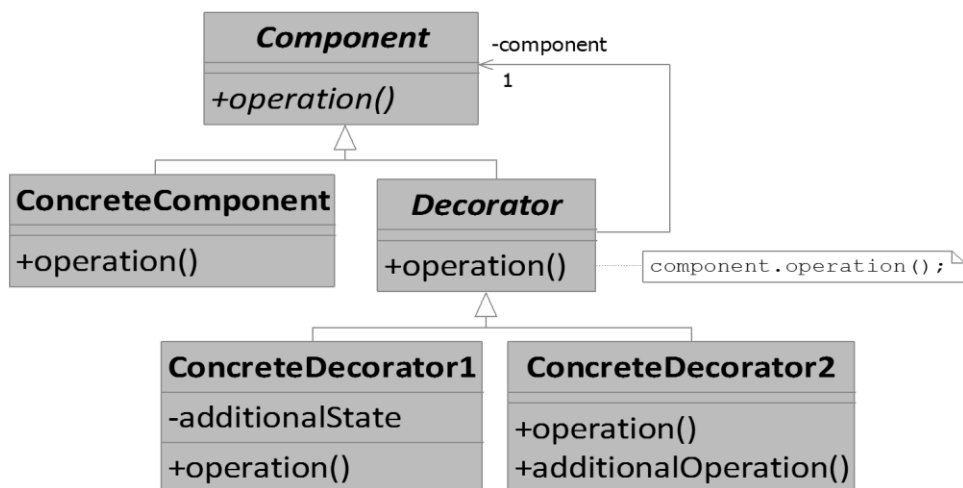 Component
-component
1
+operation()
ConcreteComponent
+operation()
Decorator
+operation()
component.operation();
ConcreteDecorator1
-additionalState
+operation()
ConcreteDecorator2
+operation()
+additionalOperation()